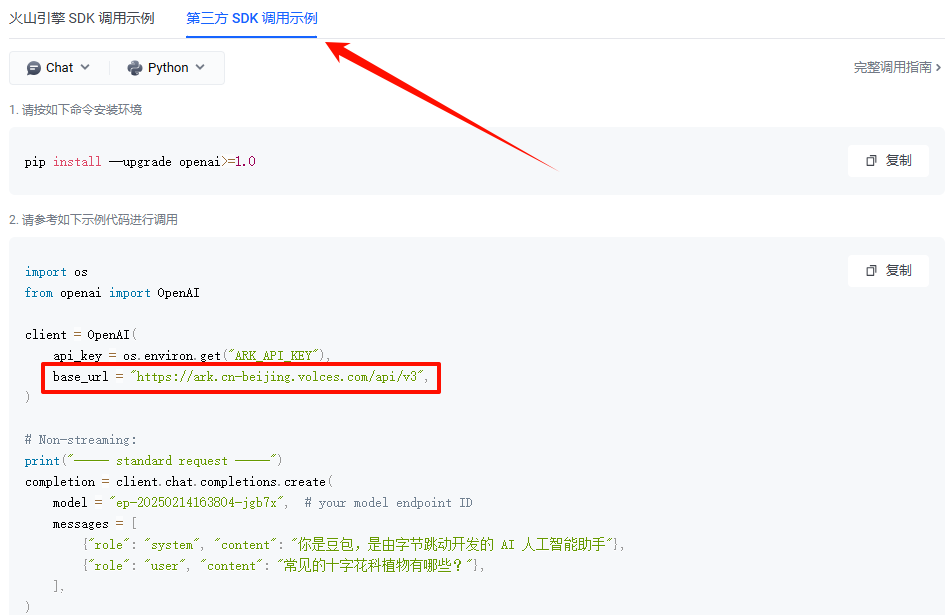 火山引擎 SDK 调用示例 第三方 SDK 调用示例
Chat Python 完整调用指南
1. 请按如下命令安装环境
pip install --upgrade openai>=1.0 复制
2. 请参考如下示例代码进行调用
复制
import os
from openai import OpenAI
client = OpenAI(
api_key = os.environ.get("ARK_API_KEY"),
base_url = "https://ark.cn-beijing.volces.com/api/v3",
)
# Non-streaming:
print("----- standard request -----")
completion = client.chat.completions.create(
model = "ep-20250214163804-jgb7x", # your model endpoint ID
messages = [
{"role": "system", "content": "你是豆包，是由字节跳动开发的 AI 人工智能助手"},
{"role": "user", "content": "常见的十字花科植物有哪些？"},
],
)